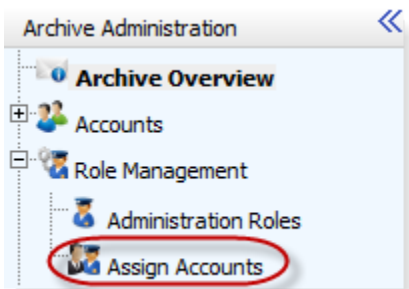 Archive Administration
Archive Overview
Accounts
Role Management
Administration Roles
Assign Accounts